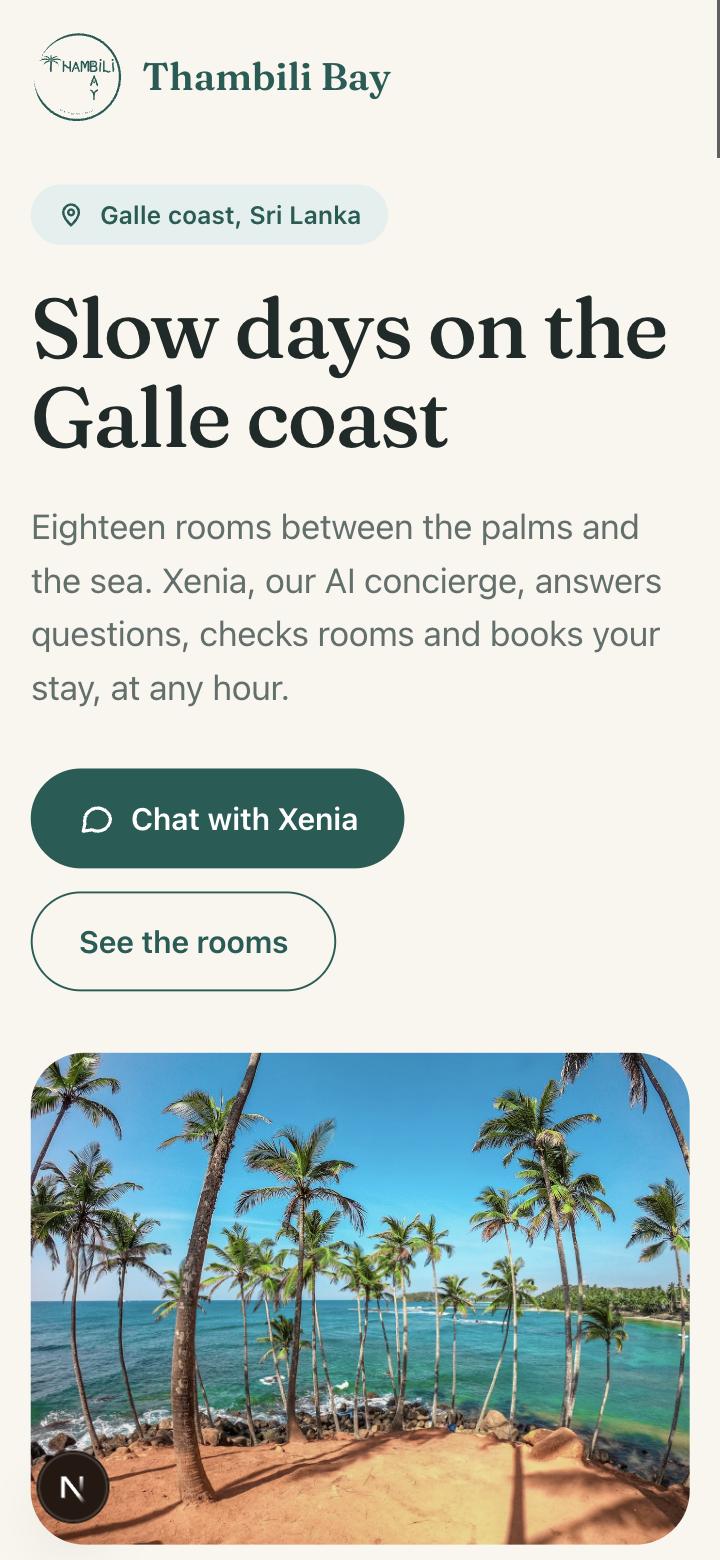 THAMBiLi
A
Y
Thambili Bay
Galle coast, Sri Lanka
Slow days on the
Galle coast
Eighteen rooms between the palms and
the sea. Xenia, our AI concierge, answers
questions, checks rooms and books your
stay, at any hour.
Chat with Xenia
See the rooms
N